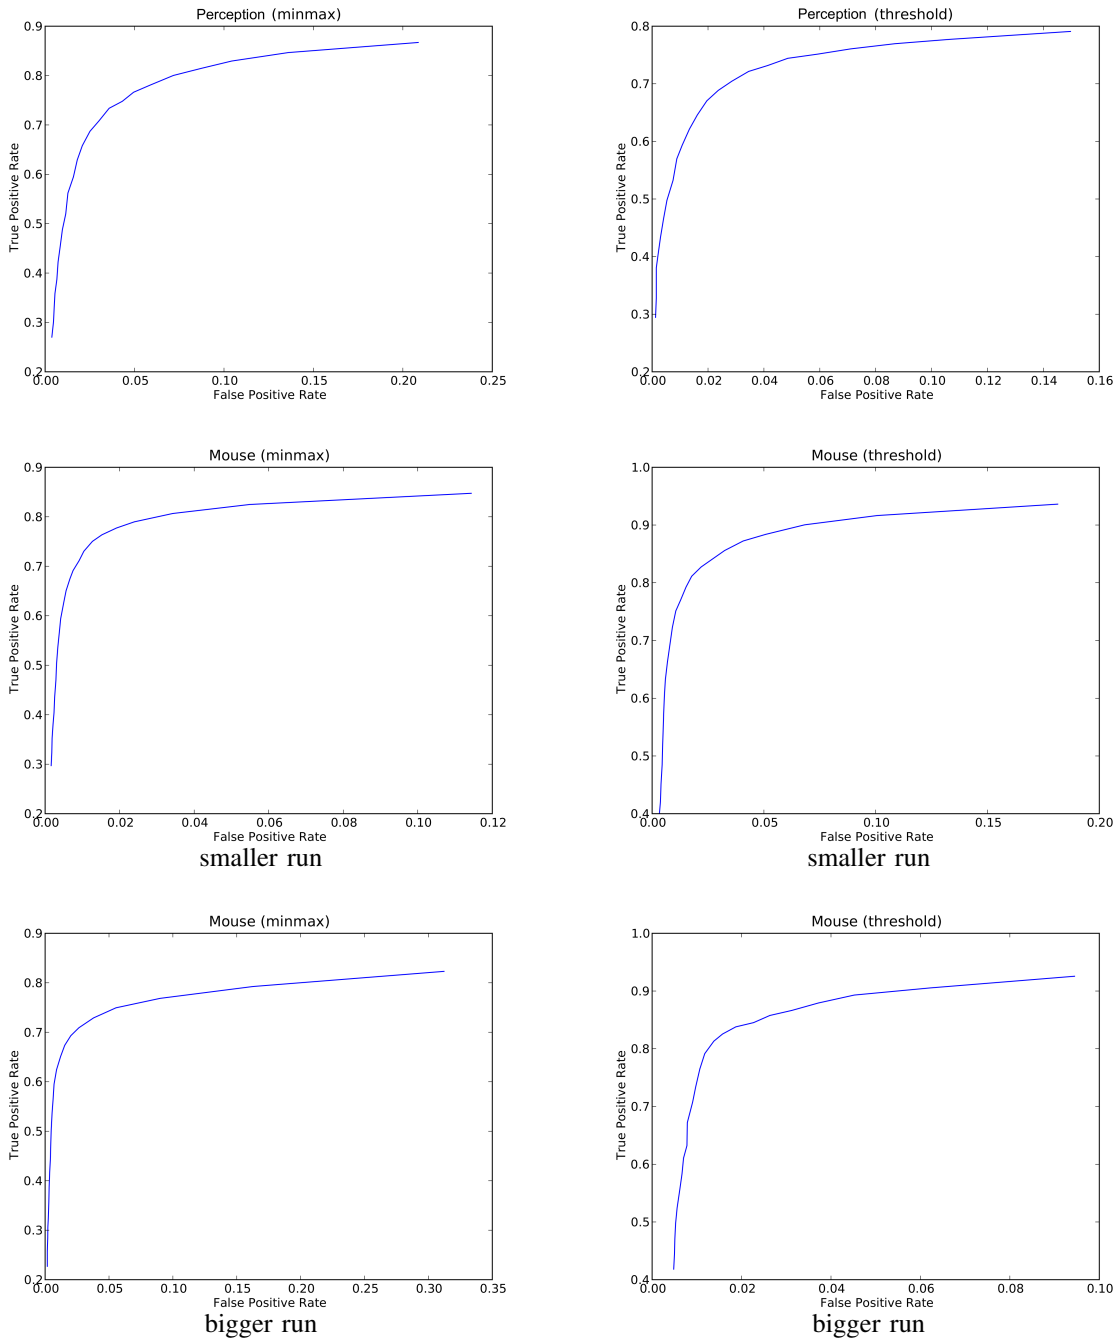 Perception (minmax)
0.9
0.8
0.7
0.6
0.5
0.4
0.3
0.2
True Positive Rate
0.00 0.05 0.10 0.15 0.20 0.25
False Positive Rate
Perception (threshold)
0.8
0.7
0.6
0.5
0.4
0.3
0.2
True Positive Rate
0.00 0.02 0.04 0.06 0.08 0.10 0.12 0.14 0.16
False Positive Rate
Mouse (minmax)
0.9
0.8
0.7
0.6
0.5
0.4
0.3
0.2
True Positive Rate
0.00 0.02 0.04 0.06 0.08 0.10 0.12
False Positive Rate
smaller run
Mouse (threshold)
1.0
0.9
0.8
0.7
0.6
0.5
0.4
True Positive Rate
0.00 0.05 0.10 0.15 0.20
False Positive Rate
smaller run
Mouse (minmax)
0.9
0.8
0.7
0.6
0.5
0.4
0.3
0.2
True Positive Rate
0.00 0.05 0.10 0.15 0.20 0.25 0.30 0.35
False Positive Rate
bigger run
Mouse (threshold)
1.0
0.9
0.8
0.7
0.6
0.5
0.4
True Positive Rate
0.00 0.02 0.04 0.06 0.08 0.10
False Positive Rate
bigger run